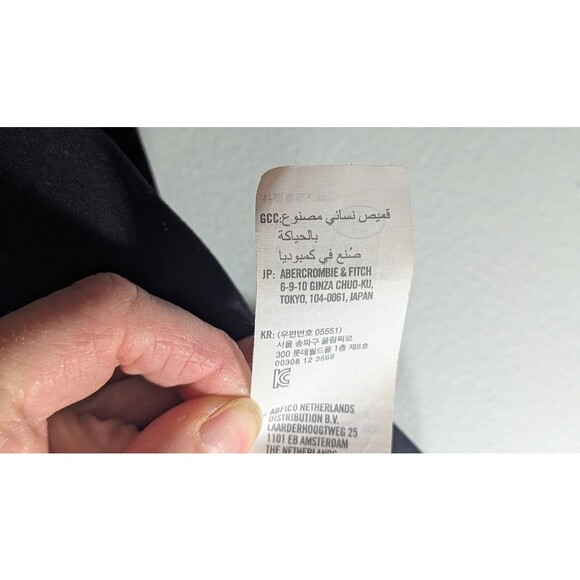 GCC: قميص نسائي مصنوع
بالحياكة
صُنع في كمبوديا
JP: ABERCROMBIE & FITCH
6-9-10 GINZA CHUO-KU,
TOKYO, 104-0061, JAPAN
KR: (우편번호 05551)
서울 송파구 올림픽로
300 롯데월드몰 1층 제8호
00308 12 3569
KC
ABFICO NETHERLANDS
DISTRIBUTION B.V.
LAARDERHOOGTWEG 25
1101 EB AMSTERDAM
THE NETHERLANDS